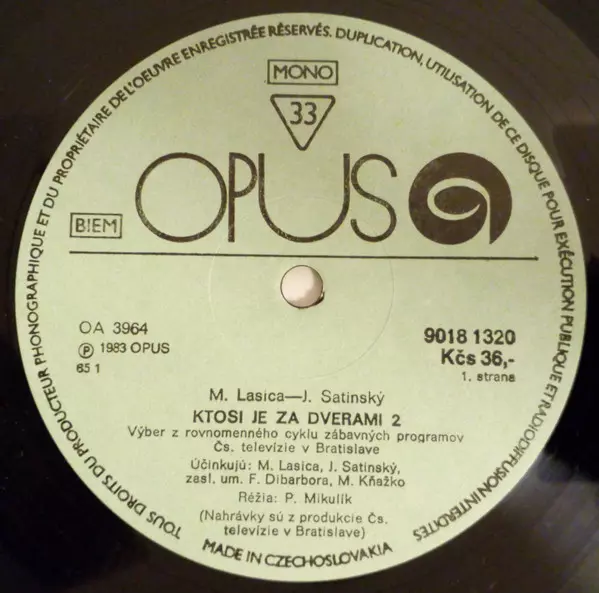 TOUS DROITS DU PRODUCTEUR PHONOGRAPHIQUE ET DU PROPRIÉTAIRE DE L'OEUVRE ENREGISTRÉE RÉSERVÉS. DUPLICATION, UTILISATION DE CE DISQUE POUR EXÉCUTION PUBLIQUE ET RADIODIFFUSION INTERDITES
MONO
33
OPUS
BIEM
OA 3964
Ⓟ 1983 OPUS
65 1
9018 1320
Kčs 36,-
1. strana
M. Lasica—J. Satinský
KTOSI JE ZA DVERAMI 2
Výber z rovnomenného cyklu zábavných programov
Čs. televízie v Bratislave
Účinkujú: M. Lasica, J. Satinský,
zasl. um. F. Dibarbora, M. Kňažko
Réžia: P. Mikulík
(Nahrávky sú z produkcie Čs.
televízie v Bratislave)
MADE IN CZECHOSLOVAKIA